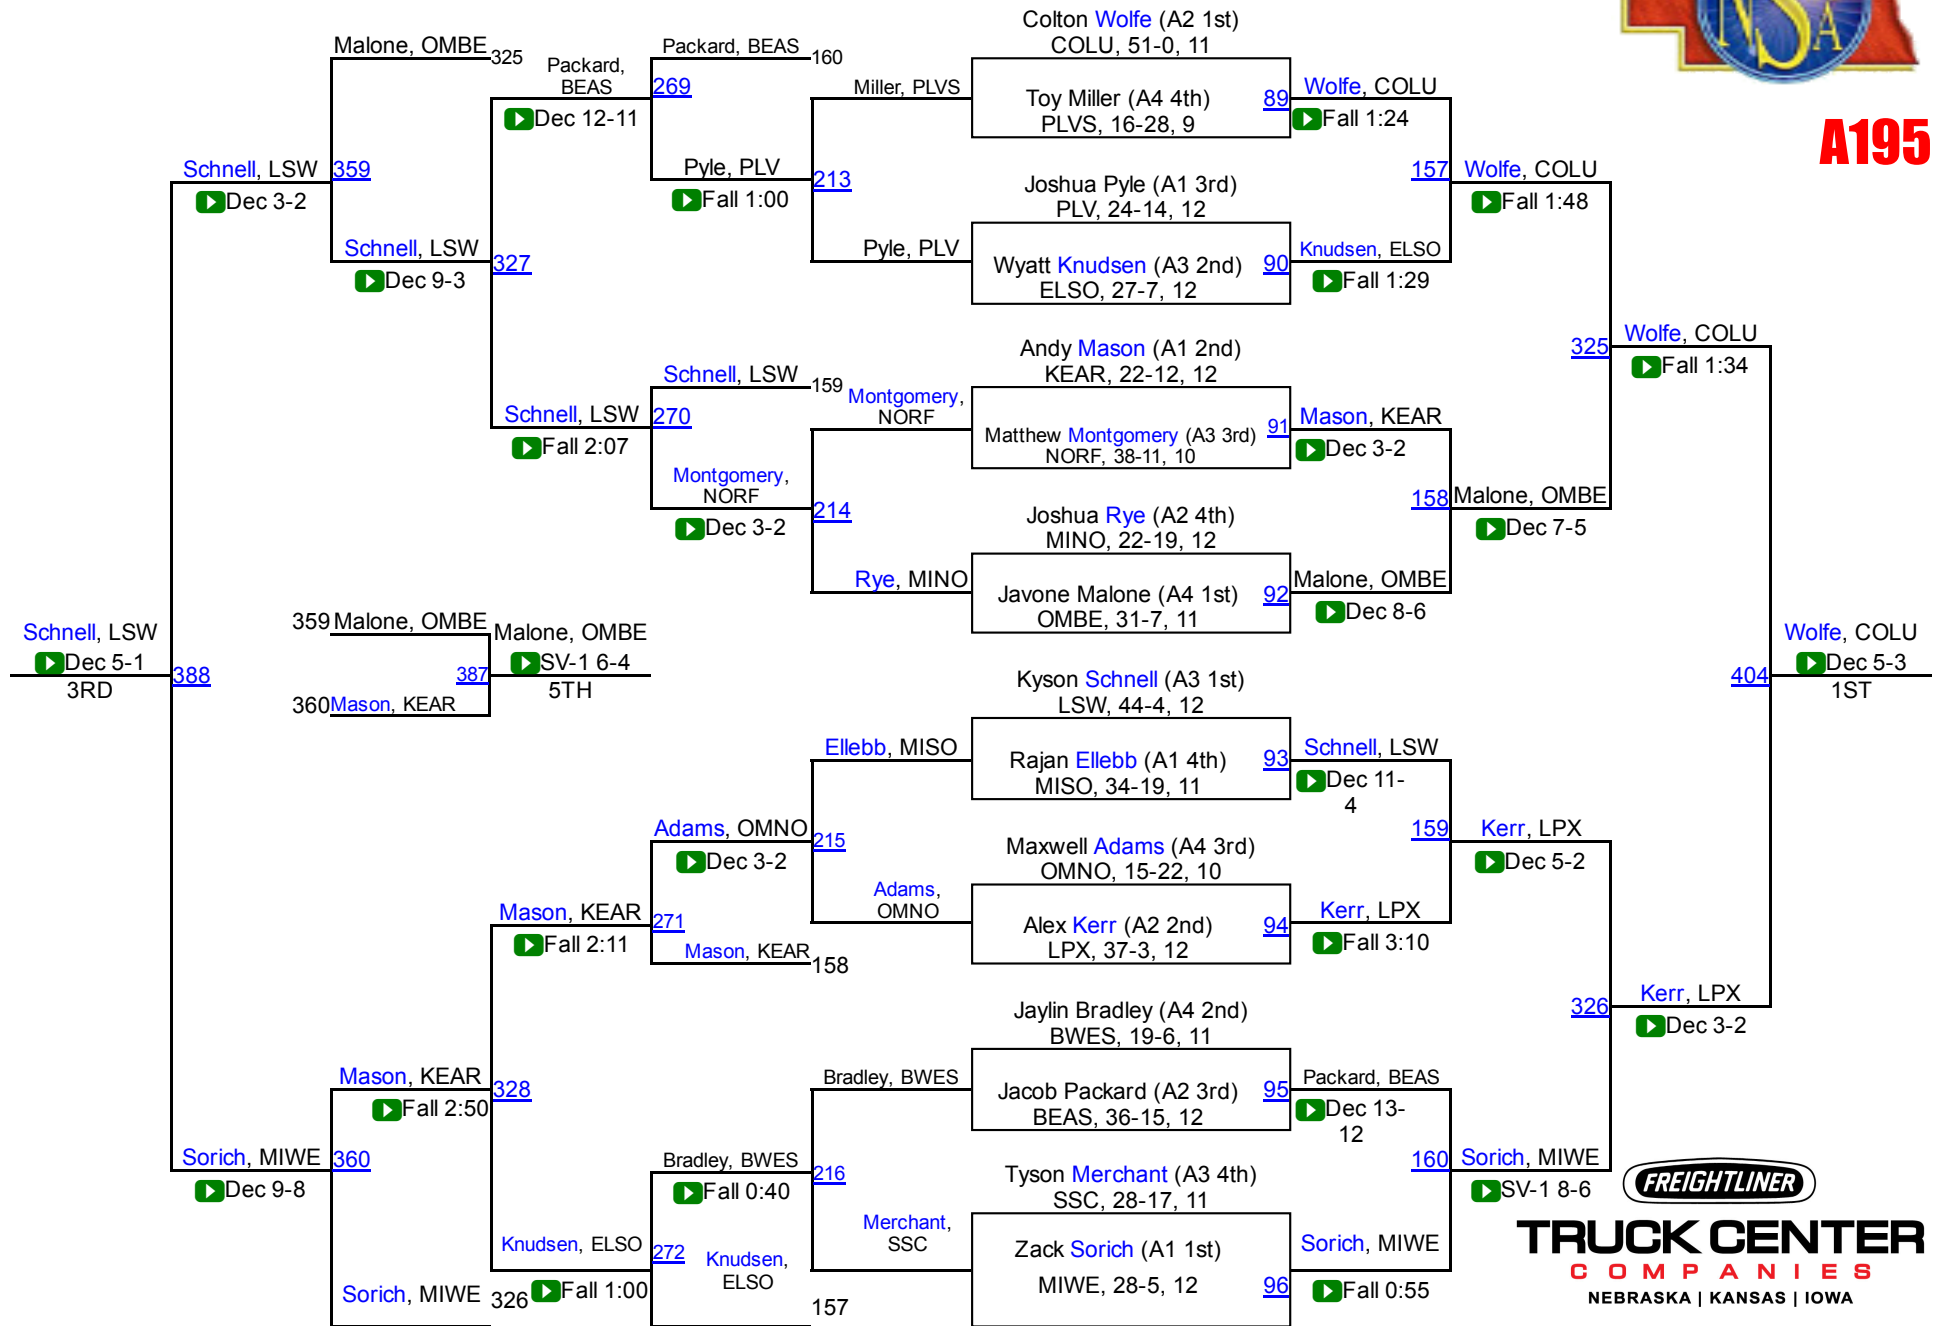 Colton Wolfe (A2 1st)
COLU, 51-0, 11
NSA
A195
Malone, OMBE
325
Packard,
BEAS
Dec 12-11
Packard, BEAS
160
269
Miller, PLVS
Toy Miller (A4 4th)
PLVS, 16-28, 9
89
Wolfe, COLU
Fall 1:24
Schnell, LSW
Dec 3-2
359
Pyle, PLV
Fall 1:00
213
Joshua Pyle (A1 3rd)
PLV, 24-14, 12
157
Wolfe, COLU
Fall 1:48
Schnell, LSW
Dec 9-3
327
Pyle, PLV
Wyatt Knudsen (A3 2nd)
ELSO, 27-7, 12
90
Knudsen, ELSO
Fall 1:29
Andy Mason (A1 2nd)
KEAR, 22-12, 12
325
Wolfe, COLU
Fall 1:34
Schnell, LSW
159
Schnell, LSW
Fall 2:07
270
Montgomery,
NORF
Matthew Montgomery (A3 3rd)
NORF, 38-11, 10
91
Mason, KEAR
Dec 3-2
Montgomery,
NORF
Dec 3-2
214
Joshua Rye (A2 4th)
MINO, 22-19, 12
158
Malone, OMBE
Dec 7-5
Rye, MINO
Javone Malone (A4 1st)
OMBE, 31-7, 11
92
Malone, OMBE
Dec 8-6
Schnell, LSW
Dec 5-1
3RD
388
359
Malone, OMBE
360
Mason, KEAR
387
Malone, OMBE
SV-1 6-4
5TH
Kyson Schnell (A3 1st)
LSW, 44-4, 12
404
Wolfe, COLU
Dec 5-3
1ST
Ellebb, MISO
Rajan Ellebb (A1 4th)
MISO, 34-19, 11
93
Schnell, LSW
Dec 11-
4
Adams, OMNO
Dec 3-2
215
Maxwell Adams (A4 3rd)
OMNO, 15-22, 10
159
Kerr, LPX
Dec 5-2
Mason, KEAR
Fall 2:11
271
Adams,
OMNO
Alex Kerr (A2 2nd)
LPX, 37-3, 12
94
Kerr, LPX
Fall 3:10
Mason, KEAR
158
Jaylin Bradley (A4 2nd)
BWES, 19-6, 11
326
Kerr, LPX
Dec 3-2
Mason, KEAR
Fall 2:50
328
Bradley, BWES
Jacob Packard (A2 3rd)
BEAS, 36-15, 12
95
Packard, BEAS
Dec 13-
12
Sorich, MIWE
Dec 9-8
360
Bradley, BWES
Fall 0:40
216
Tyson Merchant (A3 4th)
SSC, 28-17, 11
160
Sorich, MIWE
SV-1 8-6
Knudsen, ELSO
Fall 1:00
272
Knudsen,
ELSO
157
Merchant,
SSC
Zack Sorich (A1 1st)
MIWE, 28-5, 12
96
Sorich, MIWE
Fall 0:55
Sorich, MIWE
326
FREIGHTLINER
TRUCK CENTER
COMPANIES
NEBRASKA | KANSAS | IOWA